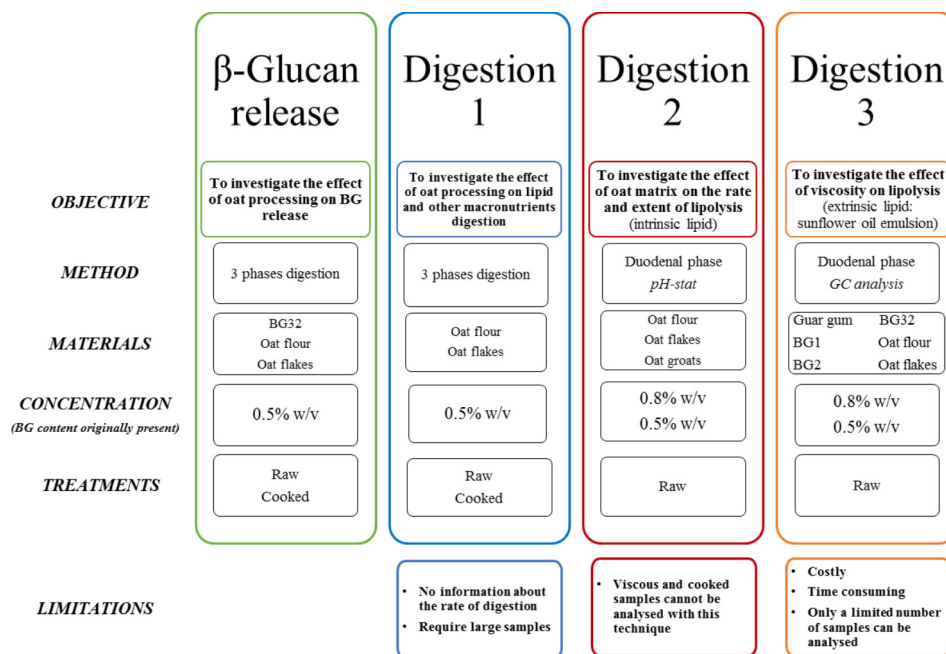 β-Glucan
release
Digestion
1
Digestion
2
Digestion
3
OBJECTIVE
To investigate the effect
of oat processing on BG
release
To investigate the effect
of oat processing on lipid
and other macronutrients
digestion
To investigate the effect
of oat matrix on the rate
and extent of lipolysis
(intrinsic lipid)
To investigate the effect
of viscosity on lipolysis
(extrinsic lipid:
sunflower oil emulsion)
METHOD
3 phases digestion
3 phases digestion
Duodenal phase
pH-stat
Duodenal phase
GC analysis
MATERIALS
BG32
Oat flour
Oat flakes
Oat flour
Oat flakes
Oat flour
Oat flakes
Oat groats
Guar gum BG32
BG1 Oat flour
BG2 Oat flakes
CONCENTRATION
(BG content originally present)
0.5% w/v
0.5% w/v
0.8% w/v
0.5% w/v
0.8% w/v
0.5% w/v
TREATMENTS
Raw
Cooked
Raw
Cooked
Raw
Raw
LIMITATIONS
• No information about
the rate of digestion
• Require large samples
• Viscous and cooked
samples cannot be
analysed with this
technique
• Costly
• Time consuming
• Only a limited number
of samples can be
analysed